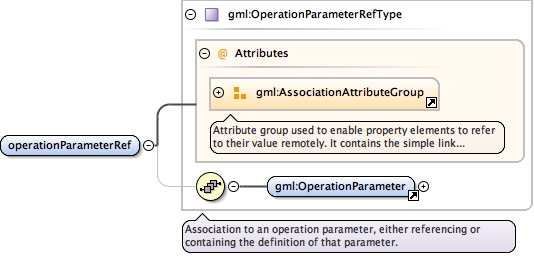 gml:OperationParameterRefType
@ Attributes
gml:AssociationAttributeGroup
Attribute group used to enable property elements to refer
to their value remotely. It contains the simple link...
operationParameterRef
gml:OperationParameter
Association to an operation parameter, either referencing or
containing the definition of that parameter.